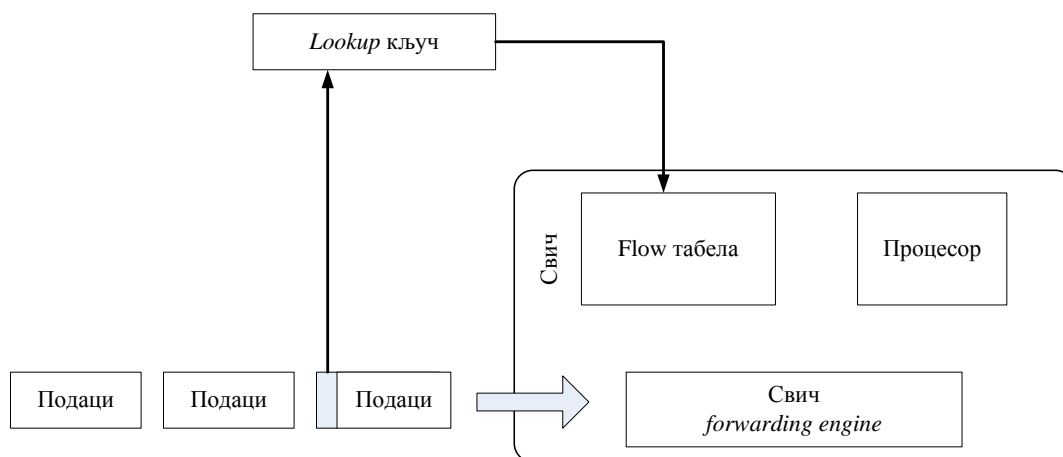 Lookup кључ
Свич
Flow табела
Процесор
Подаци
Подаци
Подаци
Свич
forwarding engine